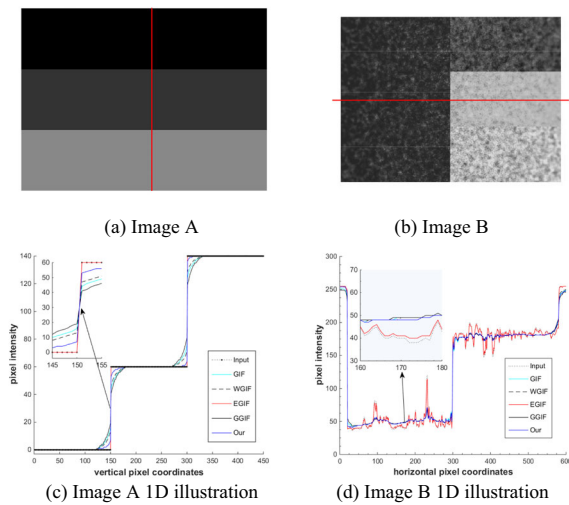 (a) Image A
(b) Image B
140
120
100
80
60
40
20
0
0 50 100 150 200 250 300 350 400 450
pixel intensity
vertical pixel coordinates
60
50
40
30
20
10
0
145 150 155
Input
GIF
WGIF
EGIF
GGIF
Our
(c) Image A 1D illustration
300
250
200
150
100
50
0
0 100 200 300 400 500 600
pixel intensity
horizontal pixel coordinates
70
60
50
40
30
160 170 180
Input
GIF
WGIF
EGIF
GGIF
Our
(d) Image B 1D illustration